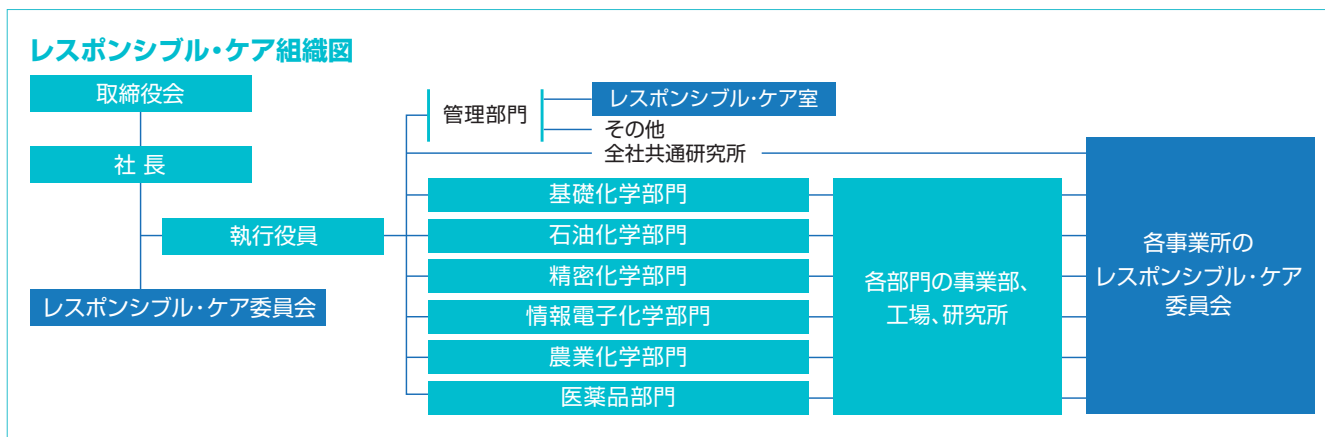 レスポンシブル・ケア組織図
取締役会
社 長
執行役員
レスポンシブル・ケア委員会
管理部門
レスポンシブル・ケア室
その他
全社共通研究所
基礎化学部門
石油化学部門
精密化学部門
情報電子化学部門
農業化学部門
医薬品部門
各部門の事業部、
工場、研究所
各事業所の
レスポンシブル・ケア
委員会